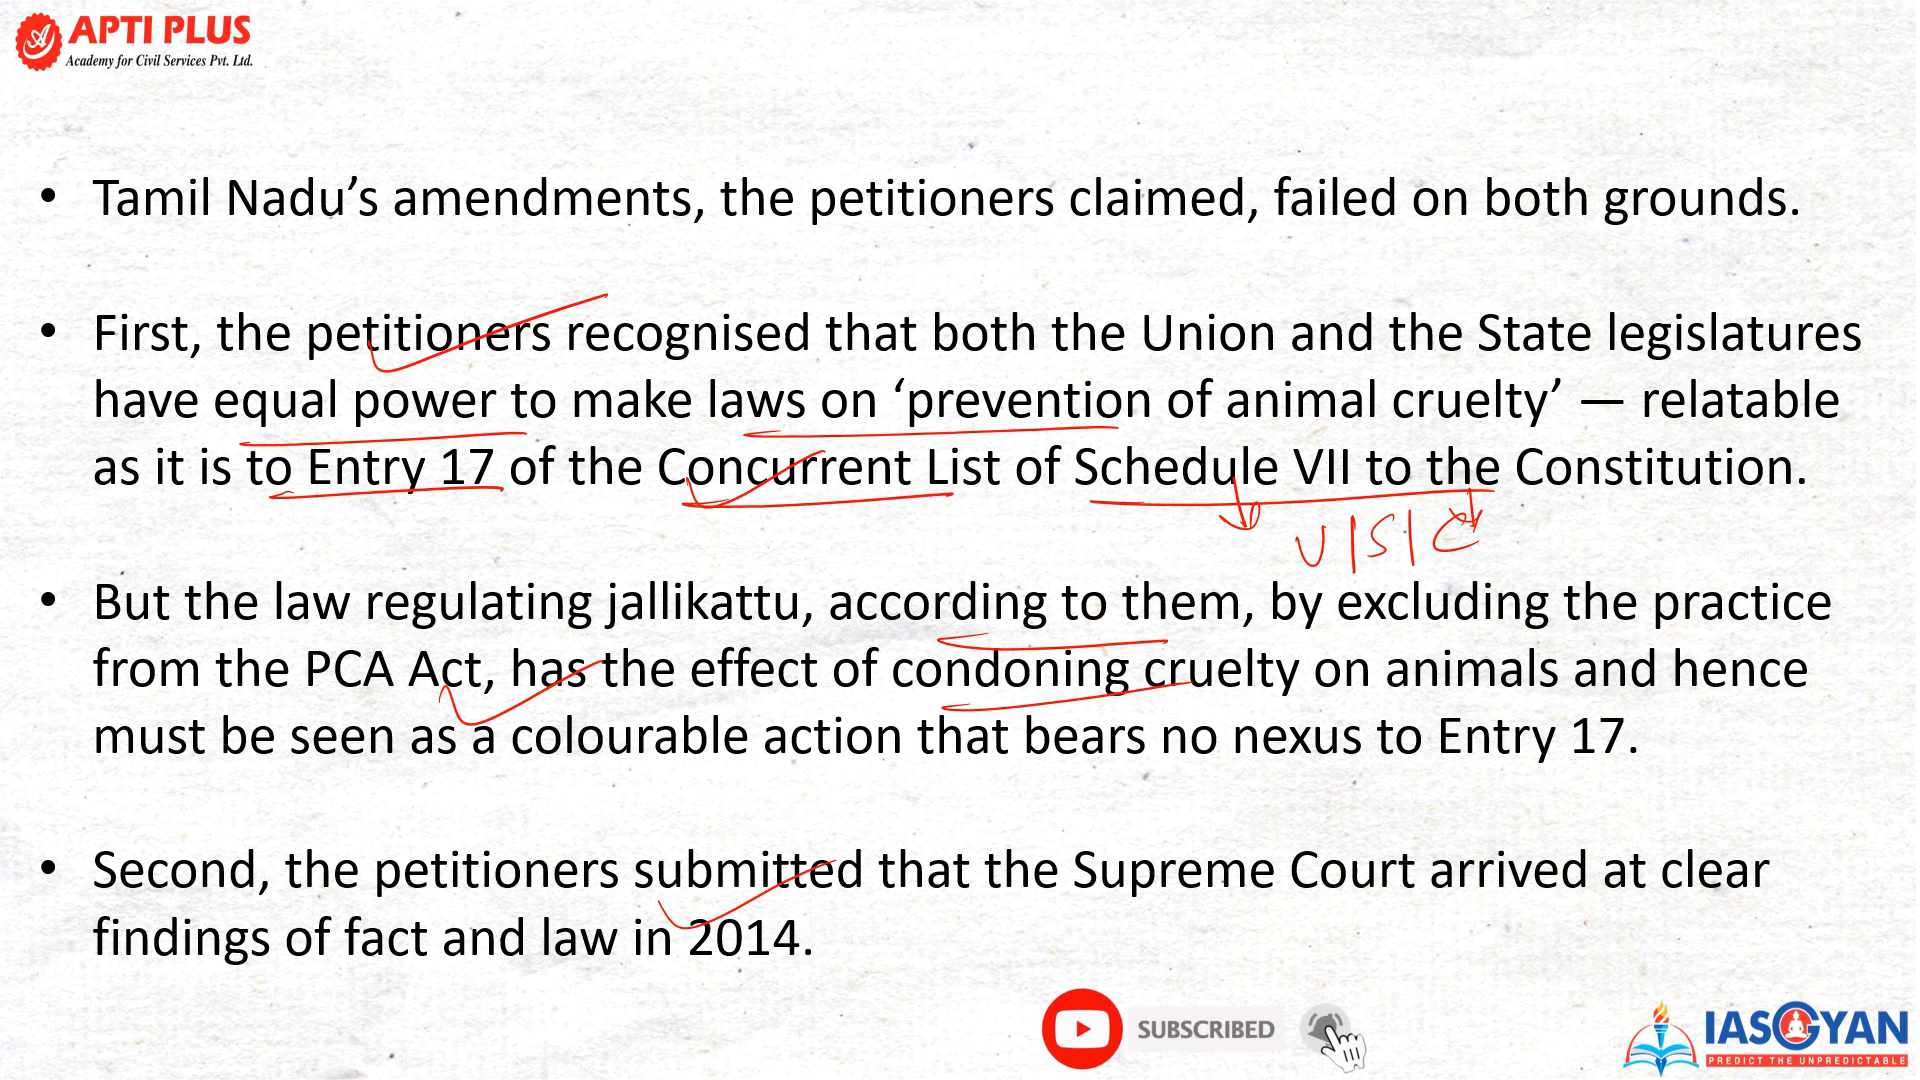 APTI PLUS
Academy for Civil Services Pvt. Ltd.
• Tamil Nadu’s amendments, the petitioners claimed, failed on both grounds.
• First, the petitioners recognised that both the Union and the State legislatures
have equal power to make laws on ‘prevention of animal cruelty’ — relatable
as it is to Entry 17 of the Concurrent List of Schedule VII to the Constitution.
U|S|C
• But the law regulating jallikattu, according to them, by excluding the practice
from the PCA Act, has the effect of condoning cruelty on animals and hence
must be seen as a colourable action that bears no nexus to Entry 17.
• Second, the petitioners submitted that the Supreme Court arrived at clear
findings of fact and law in 2014.
SUBSCRIBED
IASGYAN
PREDICT THE UNPREDICTABLE